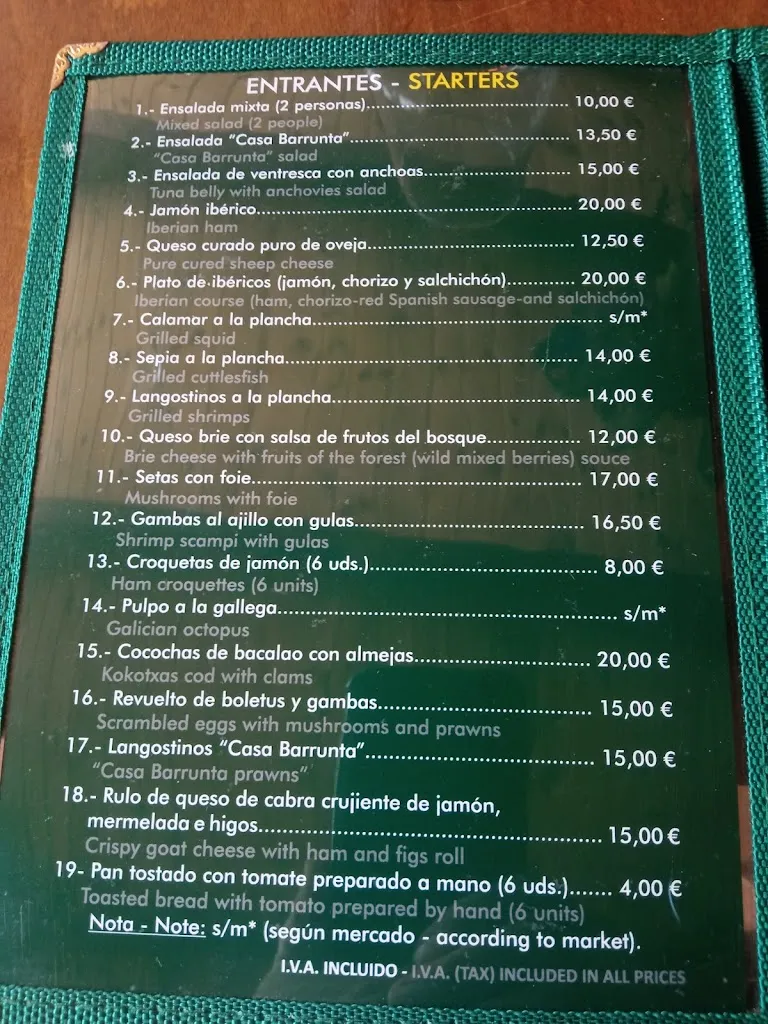 ENTRANTES - STARTERS
1.- Ensalada mixta (2 personas)..................................... 10,00 €
Mixed salad (2 people)
2.- Ensalada "Casa Barrunta"....................................... 13,50 €
"Casa Barrunta" salad
3.- Ensalada de ventresca con anchoas......................... 15,00 €
Tuna belly with anchovies salad
4.- Jamón ibérico....................................................... 20,00 €
Iberian ham
5.- Queso curado puro de oveja................................... 12,50 €
Pure cured sheep cheese
6.- Plato de ibéricos (jamón, chorizo y salchichón)............ 20,00 €
Iberian course (ham, chorizo-red Spanish sausage-and salchichón)
7.- Calamar a la plancha.................................................. s/m*
Grilled squid
8.- Sepia a la plancha.................................................. 14,00 €
Grilled cuttlesfish
9.- Langostinos a la plancha.......................................... 14,00 €
Grilled shrimps
10.- Queso brie con salsa de frutos del bosque................ 12,00 €
Brie cheese with fruits of the forest (wild mixed berries) souce
11.- Setas con foie........................................................ 17,00 €
Mushrooms with foie
12.- Gambas al ajillo con gulas...................................... 16,50 €
Shrimp scampi with gulas
13.- Croquetas de jamón (6 uds.)..................................... 8,00 €
Ham croquettes (6 units)
14.- Pulpo a la gallega....................................................... s/m*
Galician octopus
15.- Cocochas de bacalao con almejas............................ 20,00 €
Kokotxas cod with clams
16.- Revuelto de boletus y gambas.................................. 15,00 €
Scrambled eggs with mushrooms and prawns
17.- Langostinos "Casa Barrunta"..................................... 15,00 €
"Casa Barrunta prawns"
18.- Rulo de queso de cabra crujiente de jamón,
mermelada e higos...................................................... 15,00 €
Crispy goat cheese with ham and figs roll
19- Pan tostado con tomate preparado a mano (6 uds.)....... 4,00 €
Toasted bread with tomato prepared by hand (6 units)
Nota - Note: s/m* (según mercado - according to market).
I.V.A. INCLUIDO - I.V.A. (TAX) INCLUDED IN ALL PRICES